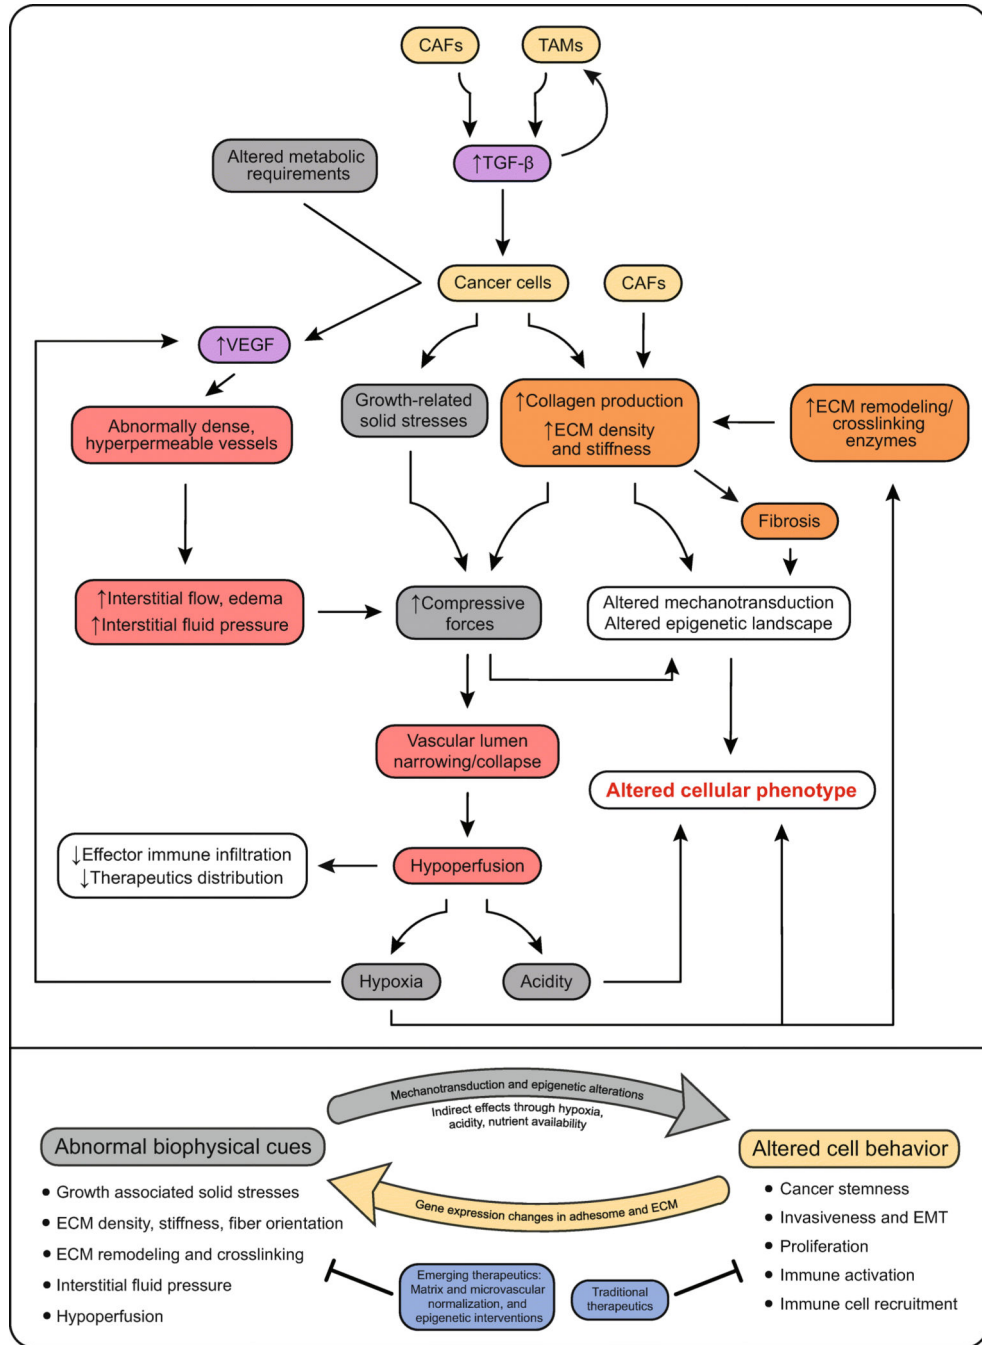 CAFs
TAMs
↑TGF-β
Altered metabolic
requirements
Cancer cells
CAFs
↑VEGF
Growth-related
solid stresses
↑Collagen production
↑ECM density
and stiffness
↑ECM remodeling/
crosslinking
enzymes
Abnormally dense,
hyperpermeable vessels
Fibrosis
↑Interstitial flow, edema
↑Interstitial fluid pressure
↑Compressive
forces
Altered mechanotransduction
Altered epigenetic landscape
Vascular lumen
narrowing/collapse
Altered cellular phenotype
↓Effector immune infiltration
↓Therapeutics distribution
Hypoperfusion
Hypoxia
Acidity
Mechanotransduction and epigenetic alterations
Indirect effects through hypoxia,
acidity, nutrient availability
Abnormal biophysical cues
• Growth associated solid stresses
• ECM density, stiffness, fiber orientation
• ECM remodeling and crosslinking
• Interstitial fluid pressure
• Hypoperfusion
Gene expression changes in adhesome and ECM
Emerging therapeutics:
Matrix and microvascular
normalization, and
epigenetic interventions
Traditional
therapeutics
Altered cell behavior
• Cancer stemness
• Invasiveness and EMT
• Proliferation
• Immune activation
• Immune cell recruitment